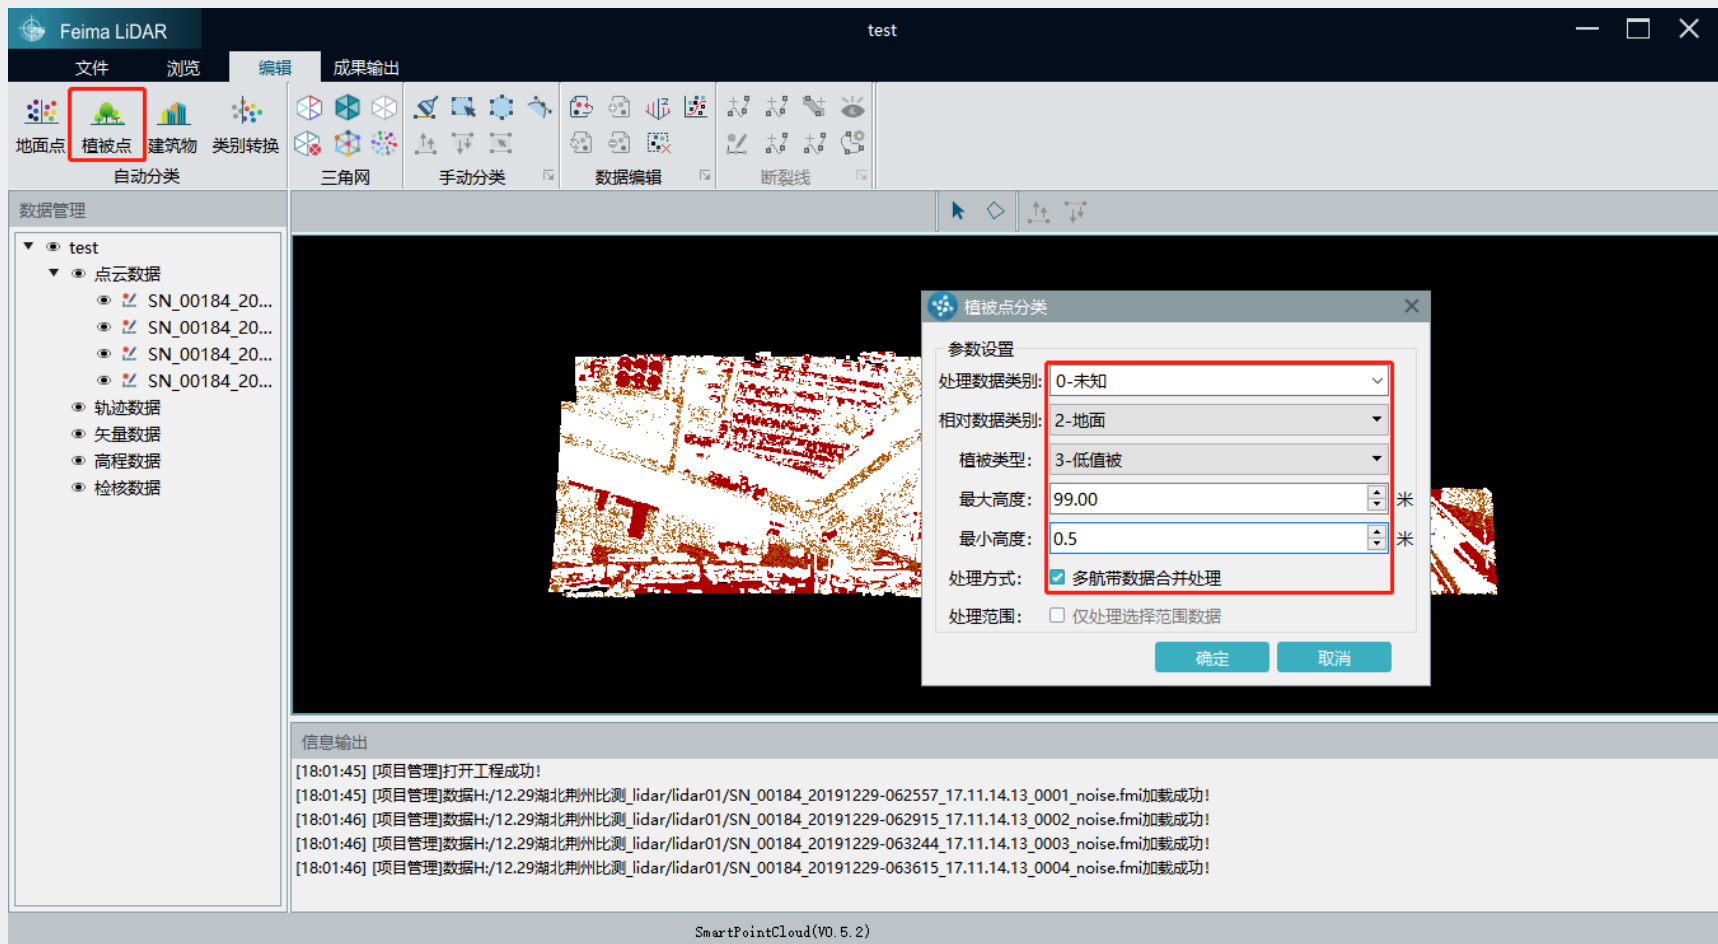 Feima LiDAR
test
文件 浏览 编辑 成果输出
地面点 植被点 建筑物 类别转换
自动分类 三角网 手动分类 数据编辑 断裂线
数据管理
test
点云数据
SN_00184_20...
SN_00184_20...
SN_00184_20...
SN_00184_20...
轨迹数据
矢量数据
高程数据
检核数据
植被点分类
参数设置
处理数据类别: 0-未知
相对数据类别: 2-地面
植被类型: 3-低值被
最大高度: 99.00 米
最小高度: 0.5 米
处理方式: 多航带数据合并处理
处理范围: 仅处理选择范围数据
确定 取消
信息输出
[18:01:45] [项目管理]打开工程成功!
[18:01:45] [项目管理]数据H:/12.29湖北荆州比测_lidar/lidar01/SN_00184_20191229-062557_17.11.14.13_0001_noise.fmi加载成功!
[18:01:46] [项目管理]数据H:/12.29湖北荆州比测_lidar/lidar01/SN_00184_20191229-062915_17.11.14.13_0002_noise.fmi加载成功!
[18:01:46] [项目管理]数据H:/12.29湖北荆州比测_lidar/lidar01/SN_00184_20191229-063244_17.11.14.13_0003_noise.fmi加载成功!
[18:01:46] [项目管理]数据H:/12.29湖北荆州比测_lidar/lidar01/SN_00184_20191229-063615_17.11.14.13_0004_noise.fmi加载成功!
SmartPointCloud(V0.5.2)